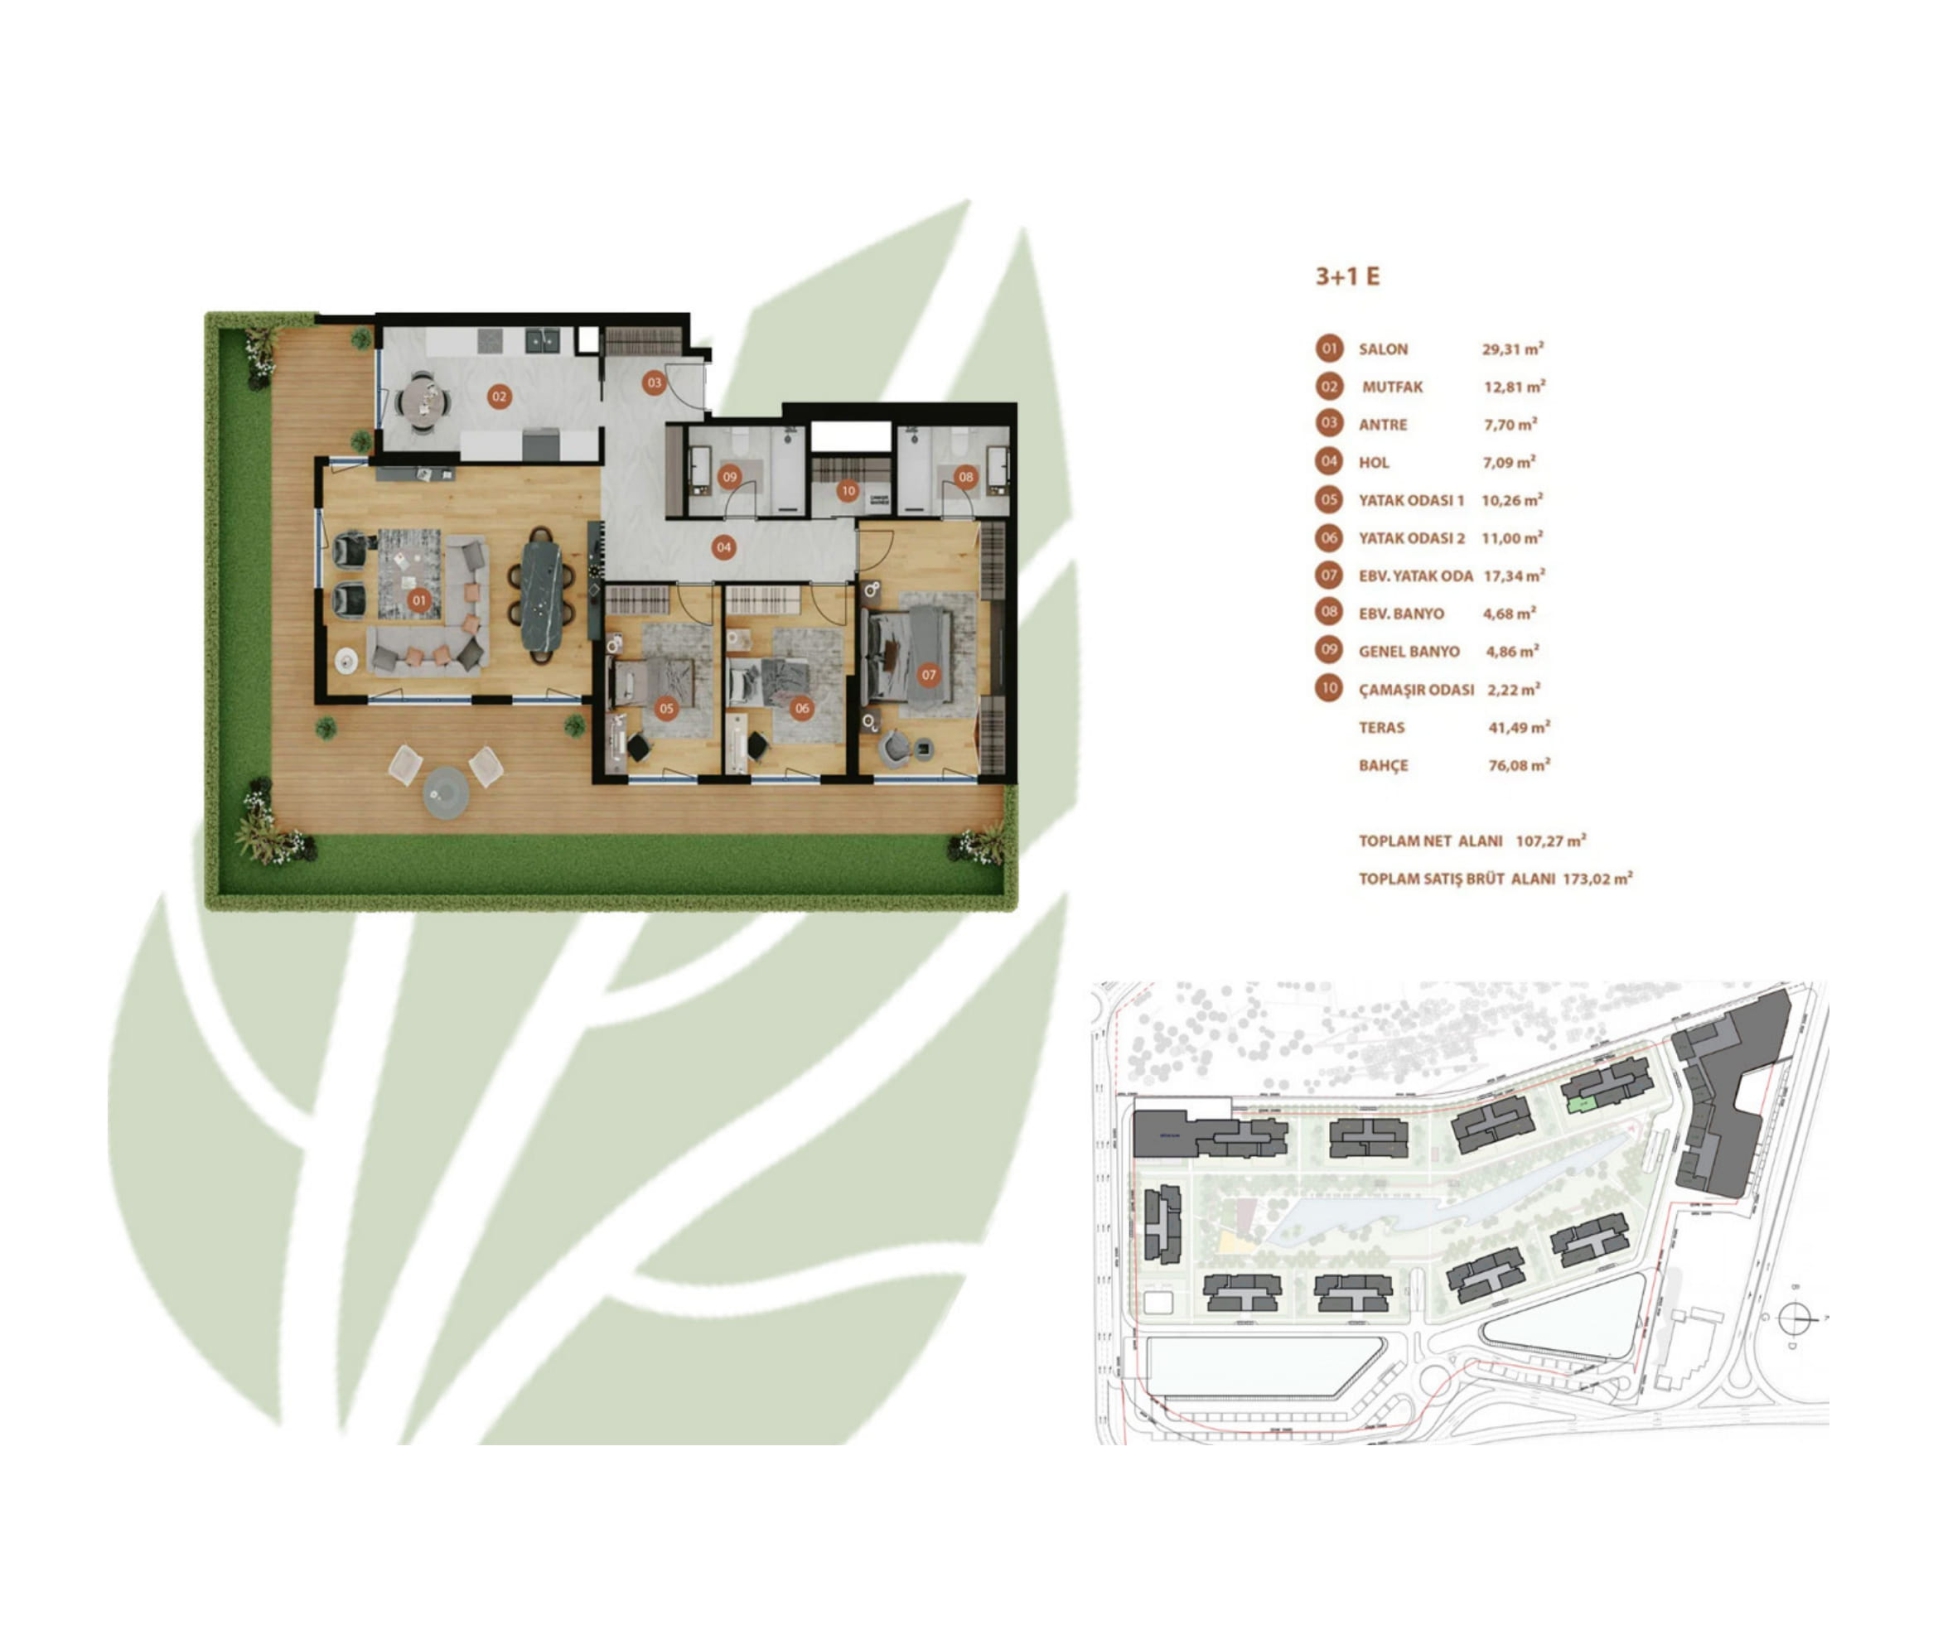 3+1 E
01 SALON 29,31 m²
02 MUTFAK 12,81 m²
03 ANTRE 7,70 m²
04 HOL 7,09 m²
05 YATAK ODASI 1 10,26 m²
06 YATAK ODASI 2 11,00 m²
07 EBV. YATAK ODA 17,34 m²
08 EBV. BANYO 4,68 m²
09 GENEL BANYO 4,86 m²
10 ÇAMAŞIR ODASI 2,22 m²
TERAS 41,49 m²
BAHÇE 76,08 m²
TOPLAM NET ALANI 107,27 m²
TOPLAM SATIŞ BRÜT ALANI 173,02 m²
03
02
09
10
08
04
01
07
05
06
B
G
D